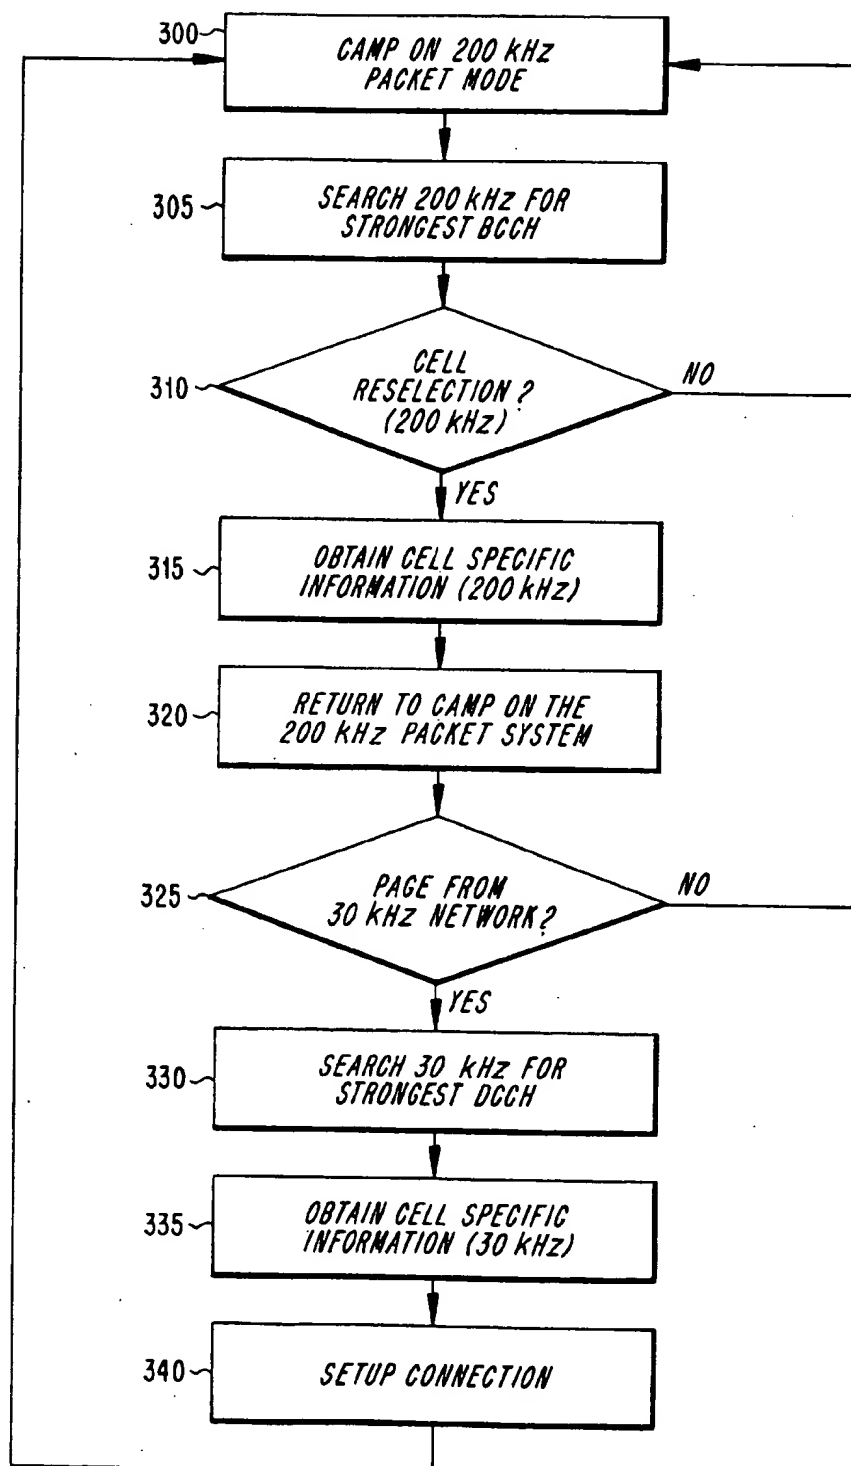 300
CAMP ON 200 kHz
PACKET MODE
305
SEARCH 200 kHz FOR
STRONGEST BCCH
310
CELL
RESELECTION?
(200 kHz)
NO
YES
315
OBTAIN CELL SPECIFIC
INFORMATION (200 kHz)
320
RETURN TO CAMP ON THE
200 kHz PACKET SYSTEM
325
PAGE FROM
30 kHz NETWORK?
NO
YES
330
SEARCH 30 kHz FOR
STRONGEST DCCH
335
OBTAIN CELL SPECIFIC
INFORMATION (30 kHz)
340
SETUP CONNECTION